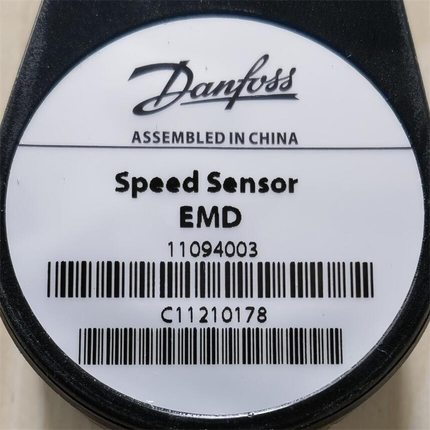 Danfoss
ASSEMBLED IN CHINA
Speed Sensor
EMD
11094003
C11210178